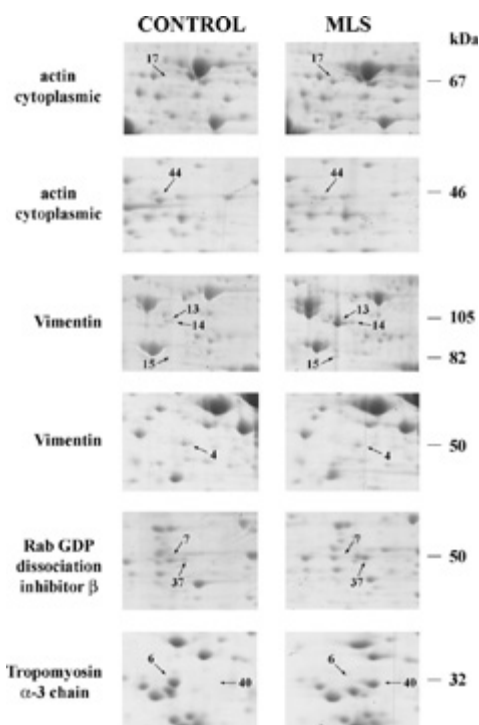 CONTROL MLS
kDa
actin
cytoplasmic
17 17
67
actin
cytoplasmic
44 44
46
Vimentin
13 13
14 14
15 15
105
82
Vimentin
4 4
50
Rab GDP
dissociation
inhibitor β
7 7
37 37
50
Tropomyosin
α-3 chain
6 6
40 40
32